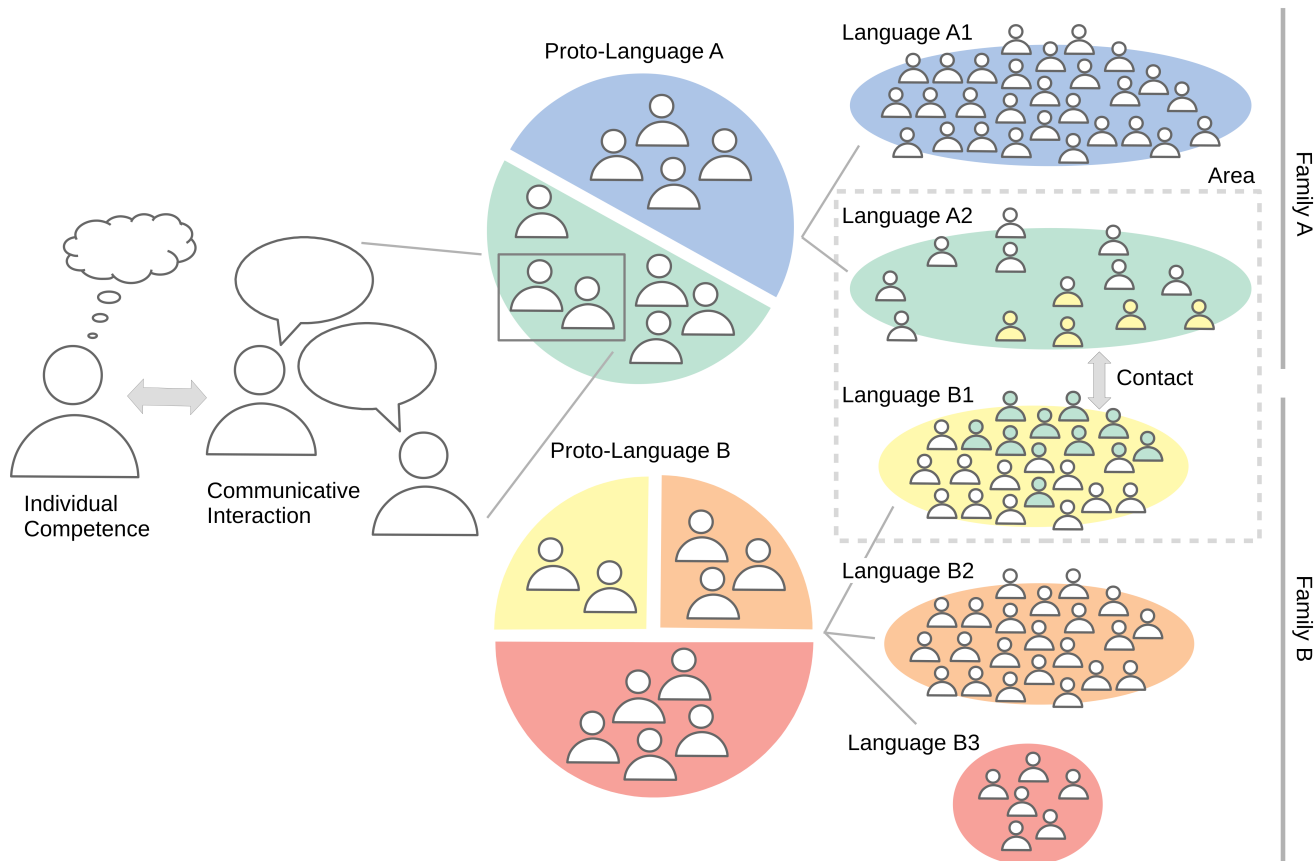 Individual
Competence
Communicative
Interaction
Proto-Language A
Proto-Language B
Language A1
Area
Language A2
Contact
Language B1
Language B2
Language B3
Family A
Family B